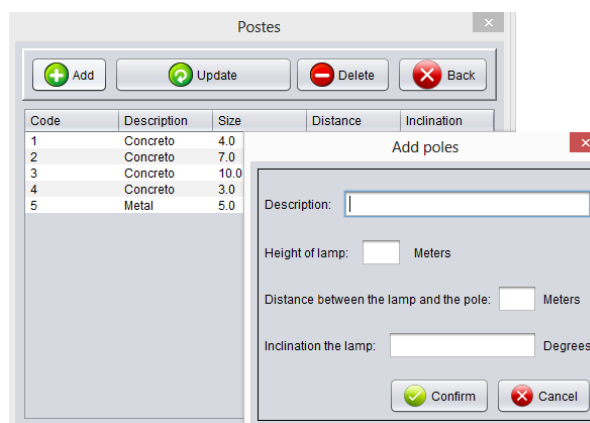 Postes
Add Update Delete Back
Code Description Size Distance Inclination
1 Concreto 4.0
2 Concreto 7.0
3 Concreto 10.0
4 Concreto 3.0
5 Metal 5.0
Add poles
Description:
Height of lamp: Meters
Distance between the lamp and the pole: Meters
Inclination the lamp: Degrees
Confirm Cancel